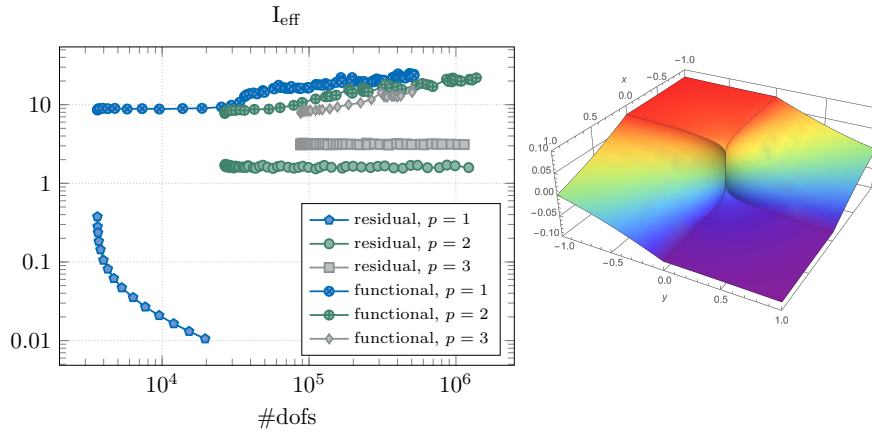 I_eff
10
1
0.1
0.01
10^4
10^5
10^6
#dofs
residual, p = 1
residual, p = 2
residual, p = 3
functional, p = 1
functional, p = 2
functional, p = 3
-1.0
-0.5
x
0.0
0.5
1.0
0.10
0.05
0.00
-0.05
-0.10
-1.0
-0.5
0.0
y
0.5
1.0